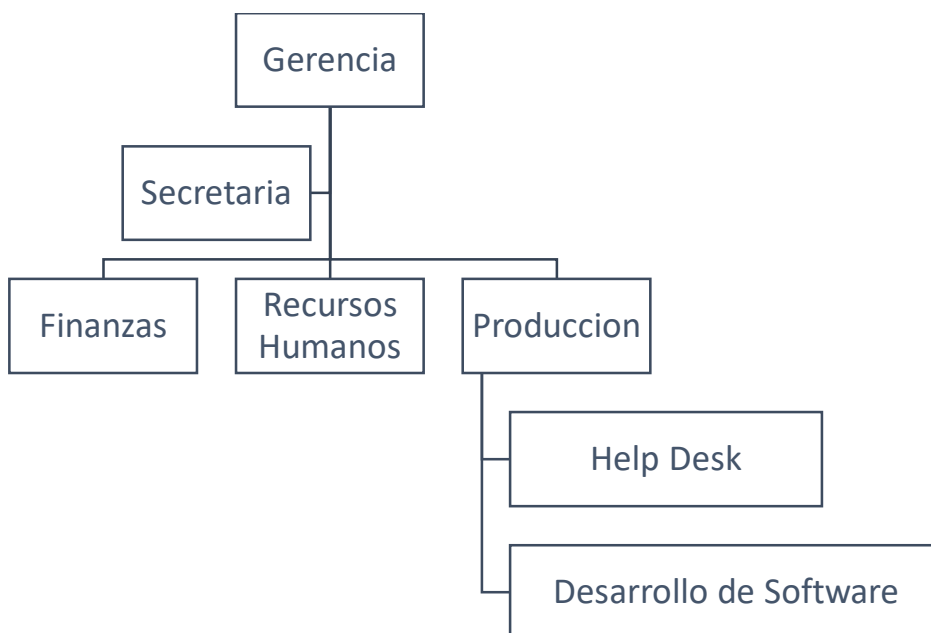 Gerencia
Secretaria
Finanzas
Recursos
Humanos
Produccion
Help Desk
Desarrollo de Software